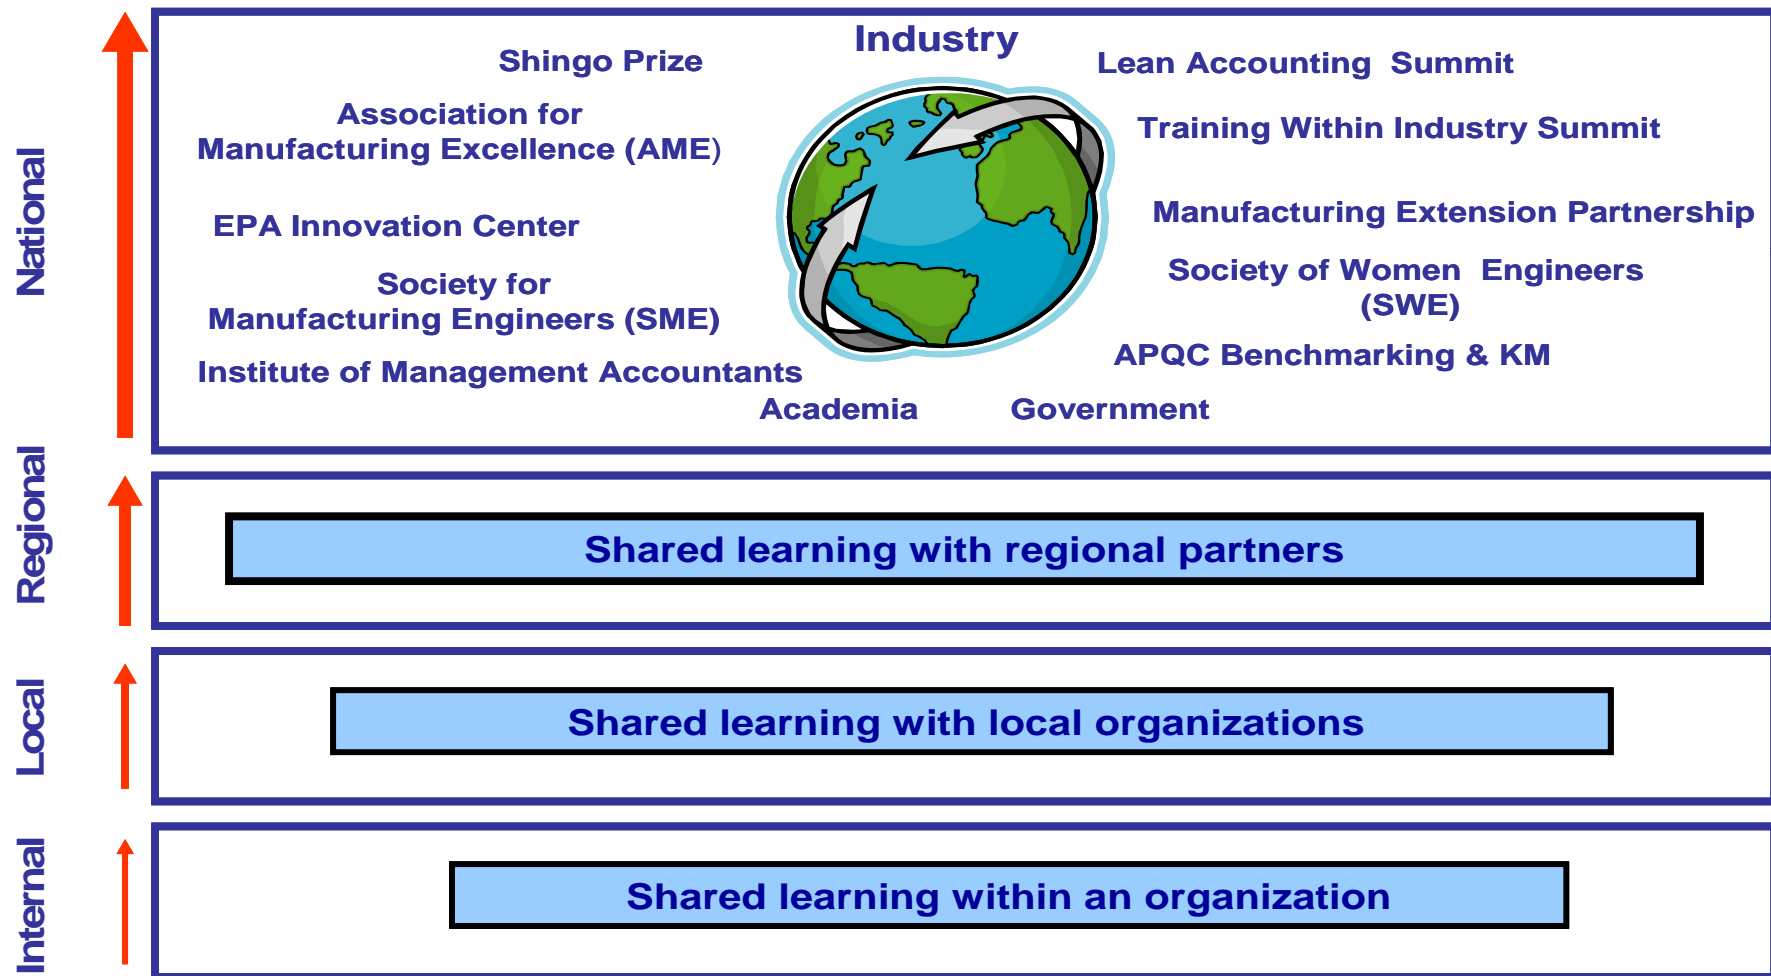 National
Industry
Shingo Prize
Lean Accounting Summit
Association for
Manufacturing Excellence (AME)
Training Within Industry Summit
EPA Innovation Center
Manufacturing Extension Partnership
Society for
Manufacturing Engineers (SME)
Society of Women Engineers
(SWE)
Institute of Management Accountants
APQC Benchmarking & KM
Academia
Government
Regional
Shared learning with regional partners
Local
Shared learning with local organizations
Internal
Shared learning within an organization